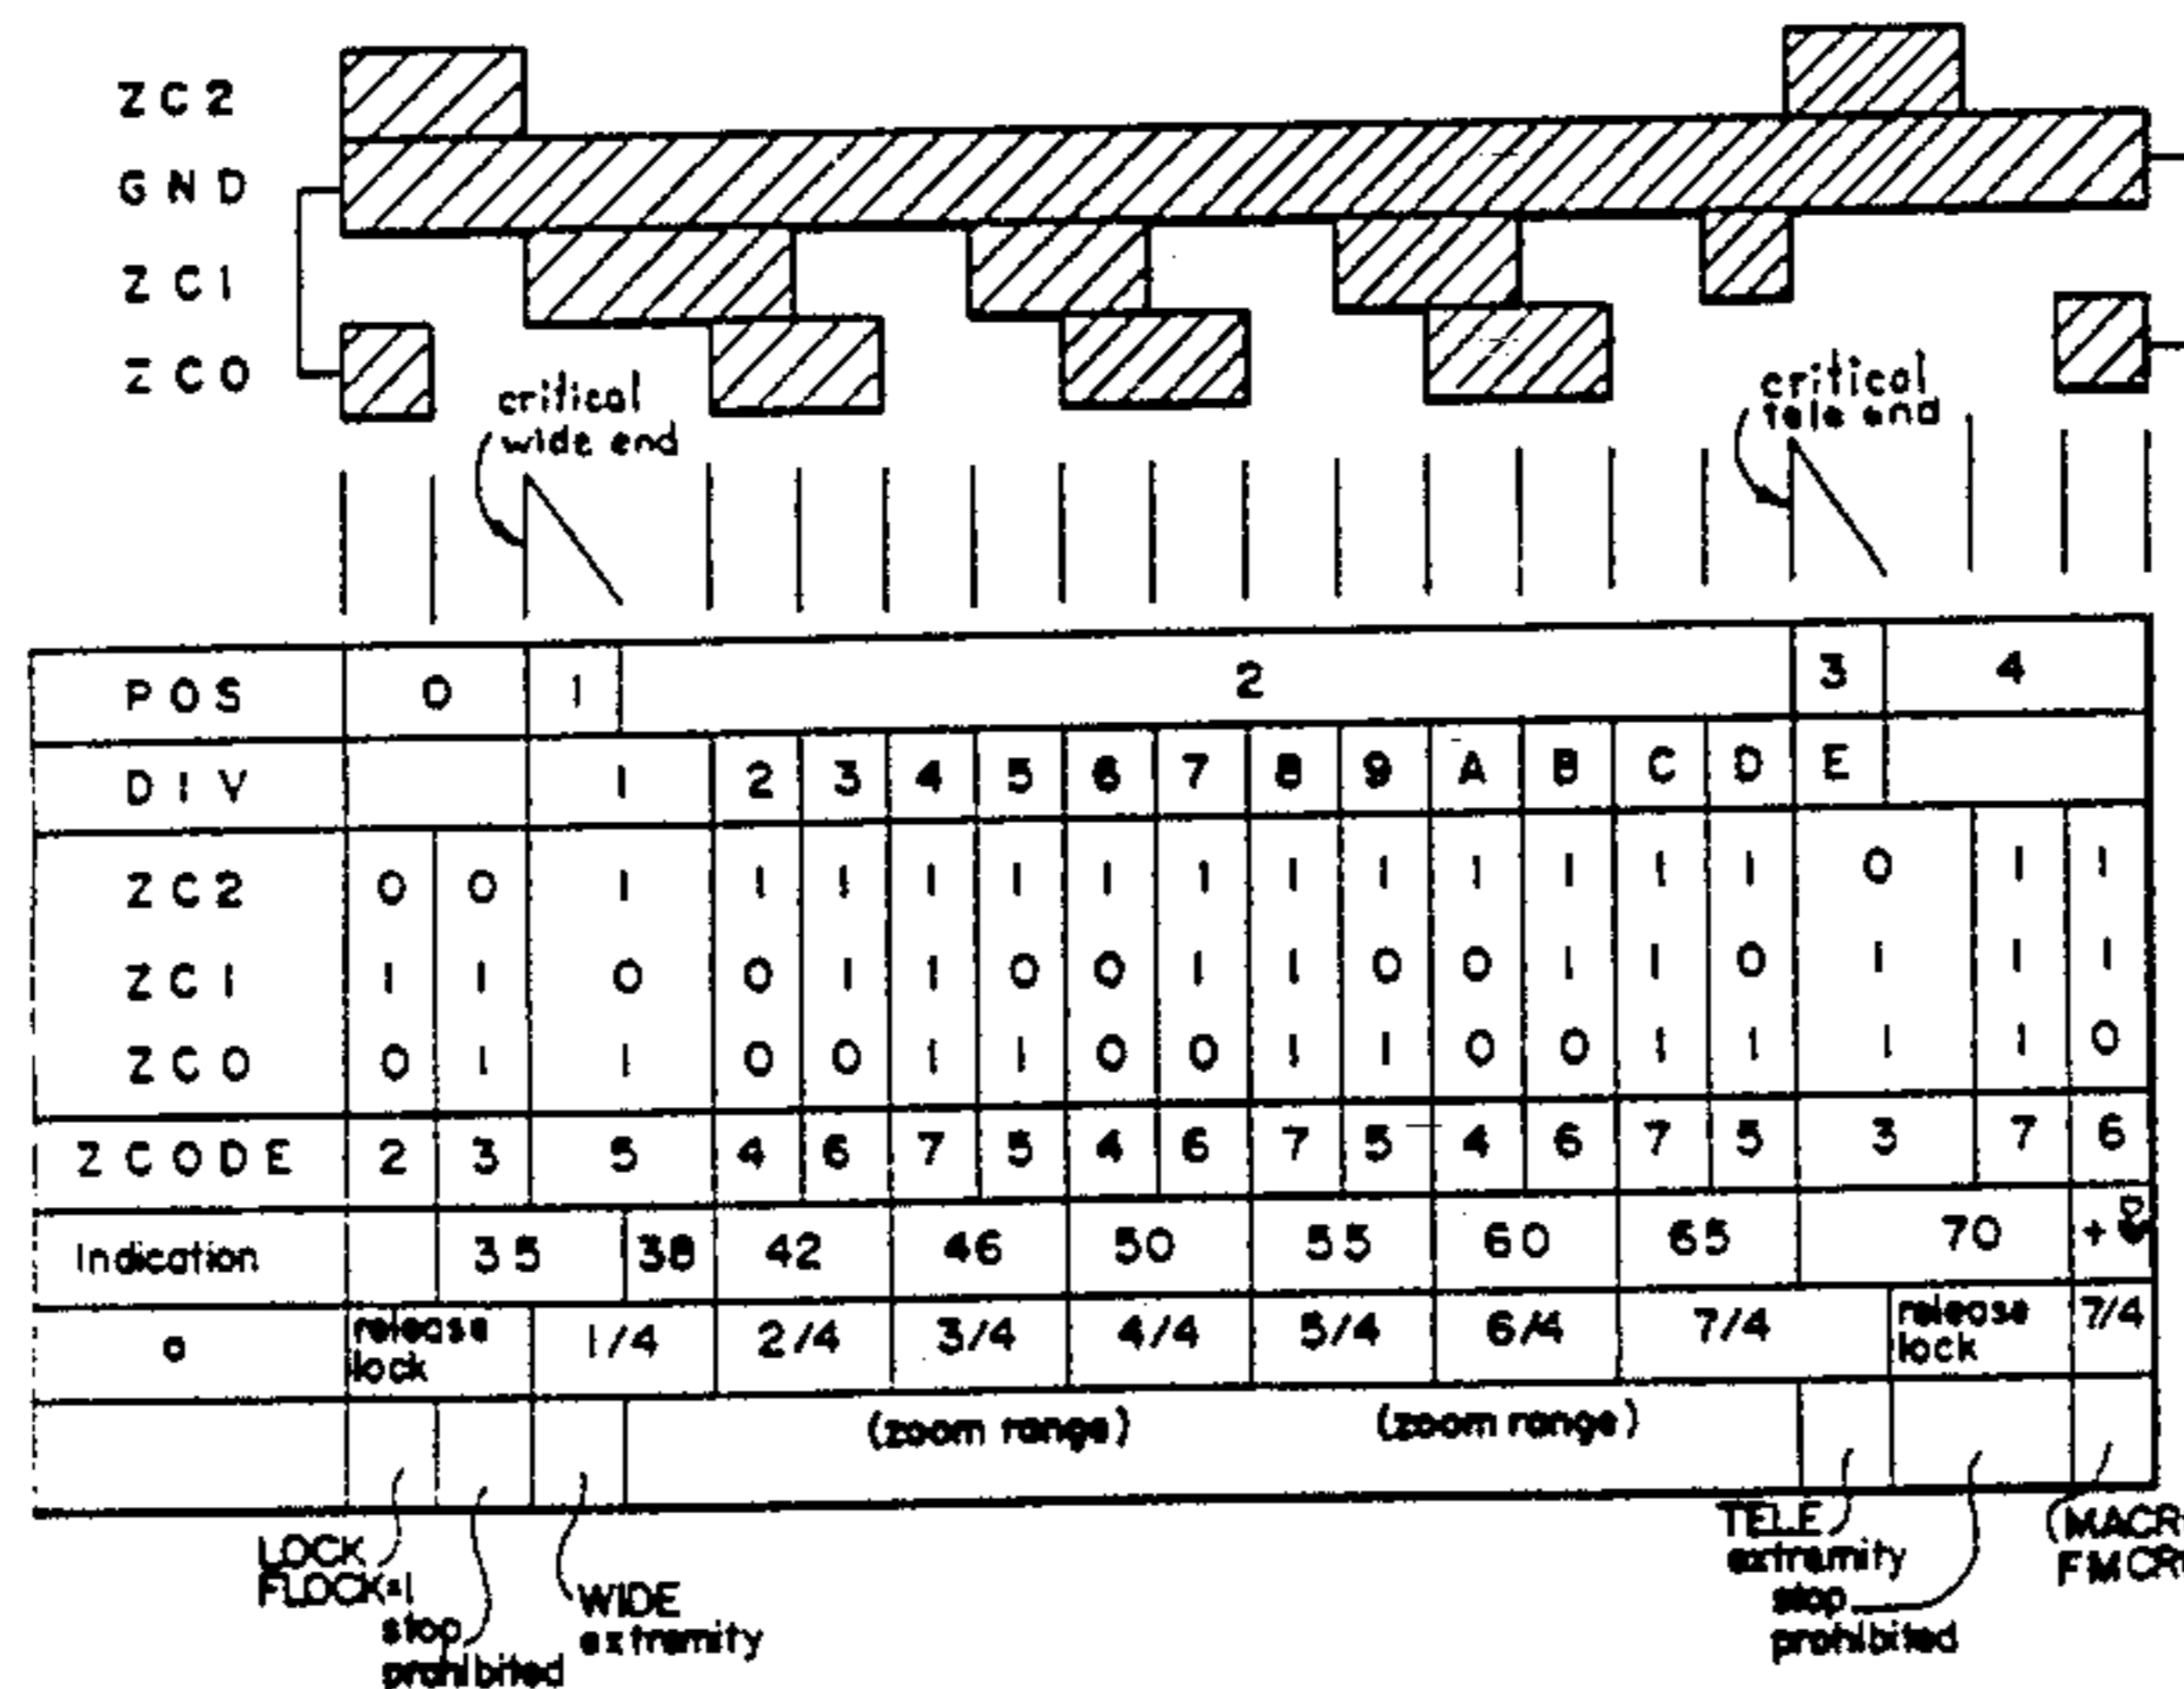 ZC2
GND
ZC1
ZC0
critical
wide end
critical
tele end
POS 0 1 2 3 4
DIV 1 2 3 4 5 6 7 8 9 A B C D E
ZC2 0 0 1 1 1 1 1 1 1 1 1 1 1 1 1 0 1 1
ZC1 1 1 0 0 1 1 0 0 1 1 0 0 1 1 0 1 1 1
ZC0 0 1 1 0 0 1 1 0 0 1 1 0 0 1 1 1 1 0
ZCODE 2 3 5 4 6 7 5 4 6 7 5 4 6 7 5 3 7 6
Indication 35 38 42 46 50 55 60 65 70 +
α release lock 1/4 2/4 3/4 4/4 5/4 6/4 7/4 release lock 7/4
(zoom range) (zoom range)
LOCK
FLOCK=1
stop
prohibited
WIDE
extremity
TELE
extremity
stop
prohibited
(MACR
FMCR